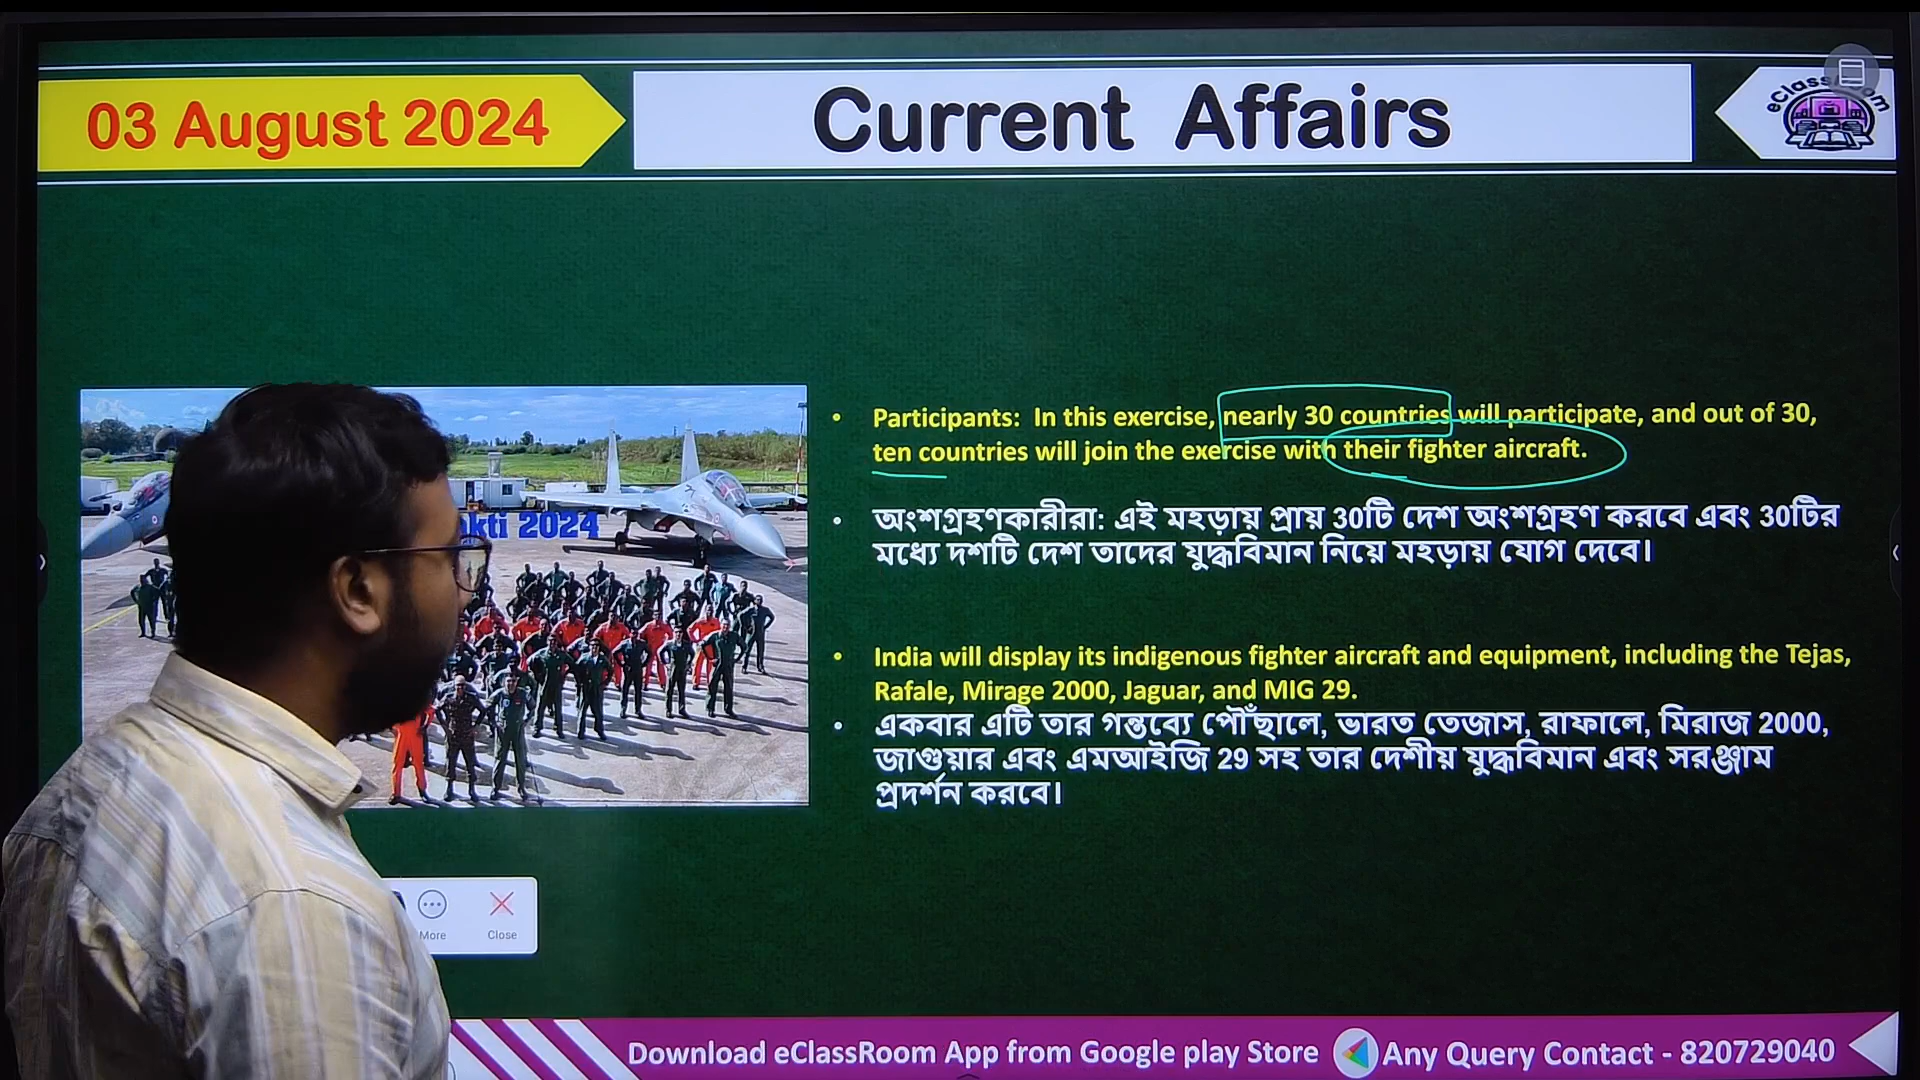 03 August 2024
Current Affairs
eClassRoom
kti 2024
• Participants: In this exercise, nearly 30 countries will participate, and out of 30,
ten countries will join the exercise with their fighter aircraft.
• অংশগ্রহণকারীরা: এই মহড়ায় প্রায় 30টি দেশ অংশগ্রহণ করবে এবং 30টির
মধ্যে দশটি দেশ তাদের যুদ্ধবিমান নিয়ে মহড়ায় যোগ দেবে।
• India will display its indigenous fighter aircraft and equipment, including the Tejas,
Rafale, Mirage 2000, Jaguar, and MIG 29.
• একবার এটি তার গন্তব্যে পৌঁছালে, ভারত তেজাস, রাফালে, মিরাজ 2000,
জাগুয়ার এবং এমআইজি 29 সহ তার দেশীয় যুদ্ধবিমান এবং সরঞ্জাম
প্রদর্শন করবে।
More
Close
Download eClassRoom App from Google play Store
Any Query Contact - 820729040